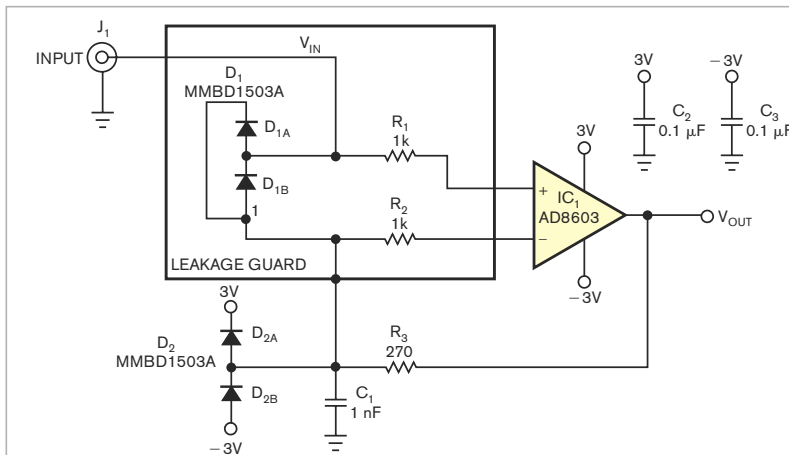 J1
INPUT
VIN
D1
MMBD1503A
D1A
D1B
1
R1
1k
R2
1k
LEAKAGE GUARD
3V
+
IC1
AD8603
−
−3V
3V
C2
0.1 µF
−3V
C3
0.1 µF
VOUT
3V
D2
MMBD1503A
D2A
D2B
−3V
R3
270
C1
1 nF